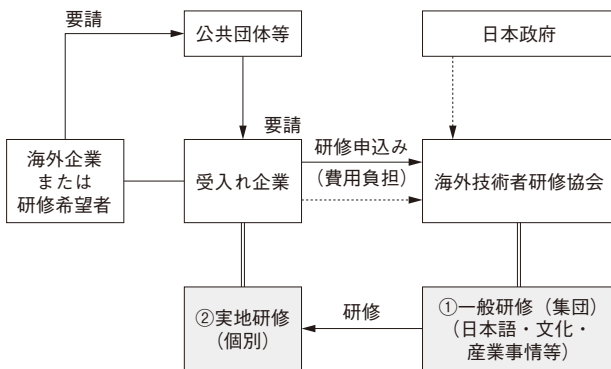 要請
公共団体等
日本政府
要請
海外企業
または
研修希望者
受入れ企業
研修申込み
（費用負担）
海外技術者研修協会
②実地研修
（個別）
研修
①一般研修（集団）
（日本語・文化・
産業事情等）